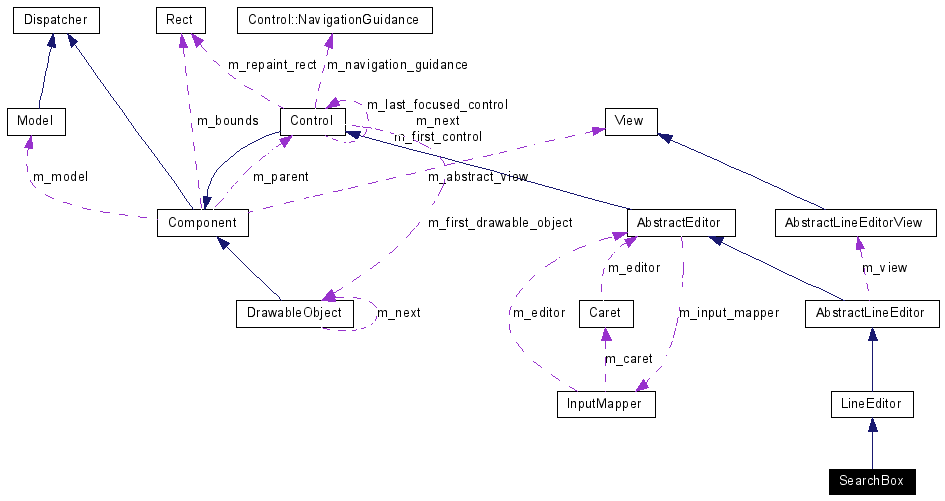 Dispatcher
Rect
Control::NavigationGuidance
m_repaint_rect
m_navigation_guidance
m_last_focused_control
m_next
m_first_control
Model
m_bounds
Control
View
m_model
m_parent
m_abstract_view
Component
m_first_drawable_object
AbstractEditor
AbstractLineEditorView
m_editor
m_view
DrawableObject
m_next
m_editor
Caret
m_input_mapper
AbstractLineEditor
m_caret
InputMapper
LineEditor
SearchBox